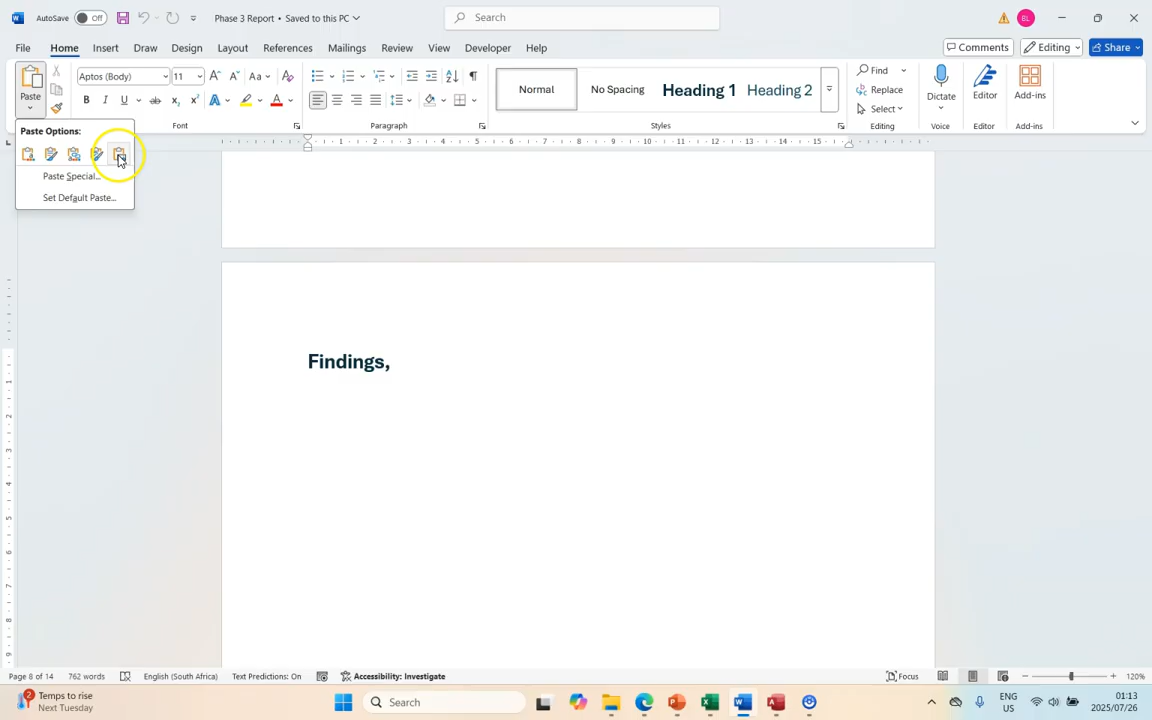 AutoSave Off Phase 3 Report • Saved to this PC Search BL
File Home Insert Draw Design Layout References Mailings Review View Developer Help Comments Editing Share
Paste Aptos (Body) 11 Aa Normal No Spacing Heading 1 Heading 2 Find Replace Select Dictate Editor Add-ins
Font Paragraph Styles Editing Voice Editor Add-ins
Paste Options:
Paste Special...
Set Default Paste...
Findings,
Page 8 of 14 762 words English (South Africa) Text Predictions: On Accessibility: Investigate Focus 120%
2 Temps to rise
Next Tuesday
Search
ENG
US
01:13
2025/07/26